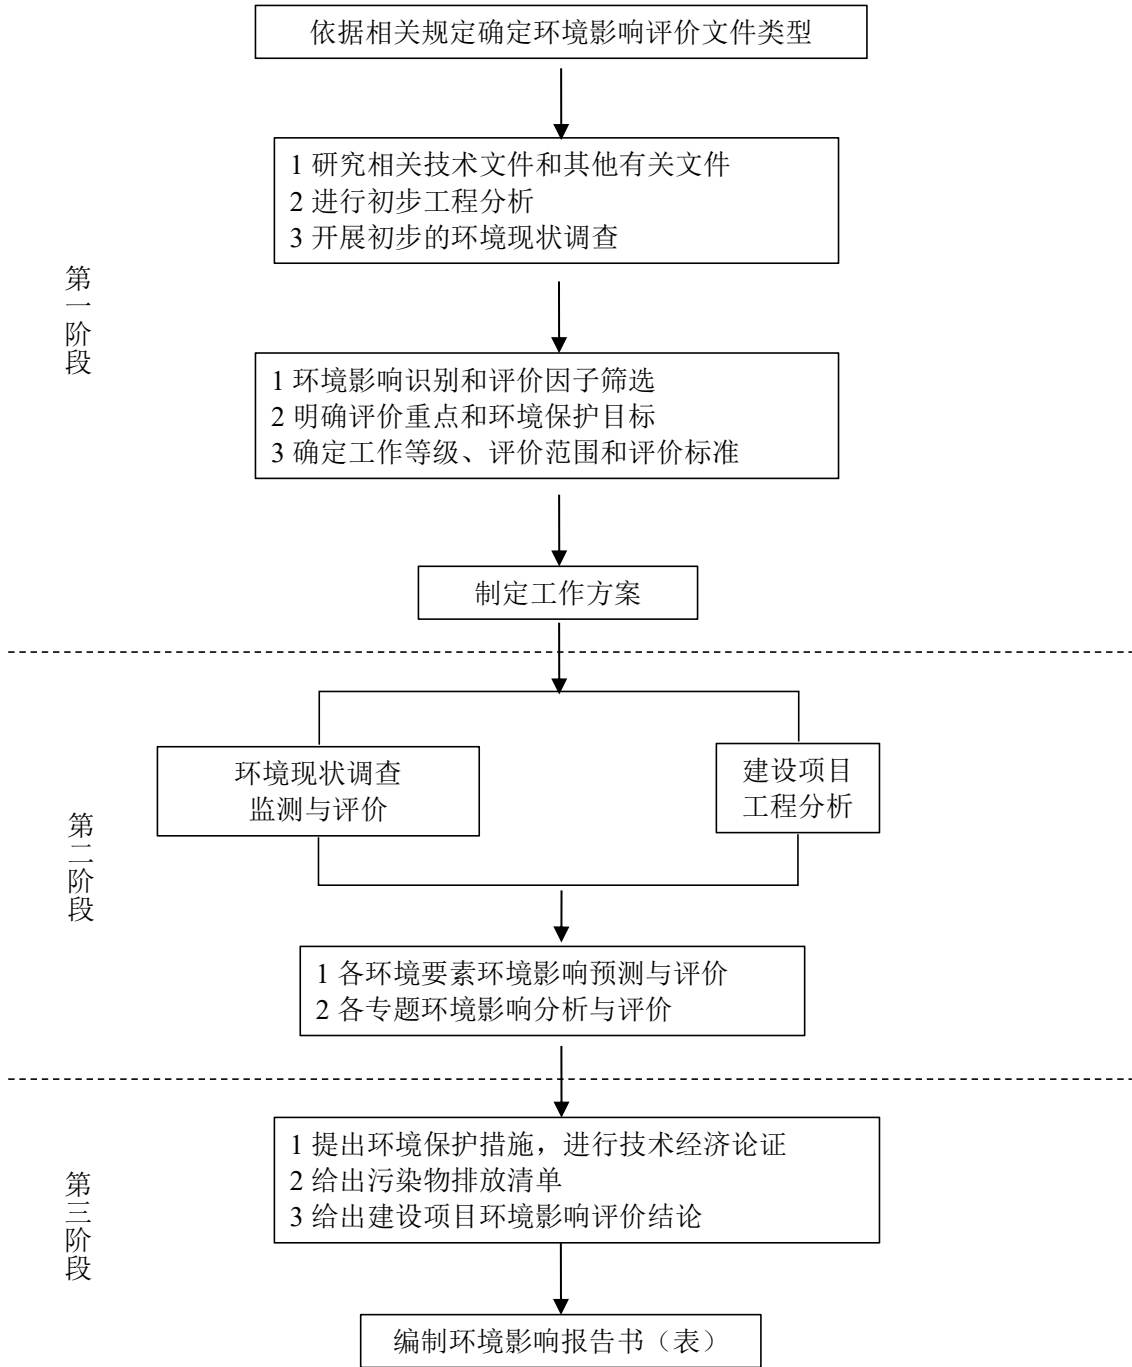 依据相关规定确定环境影响评价文件类型
1 研究相关技术文件和其他有关文件
2 进行初步工程分析
3 开展初步的环境现状调查
第一阶段
1 环境影响识别和评价因子筛选
2 明确评价重点和环境保护目标
3 确定工作等级、评价范围和评价标准
制定工作方案
环境现状调查
监测与评价
建设项目
工程分析
第二阶段
1 各环境要素环境影响预测与评价
2 各专题环境影响分析与评价
1 提出环境保护措施，进行技术经济论证
2 给出污染物排放清单
3 给出建设项目环境影响评价结论
第三阶段
编制环境影响报告书（表）